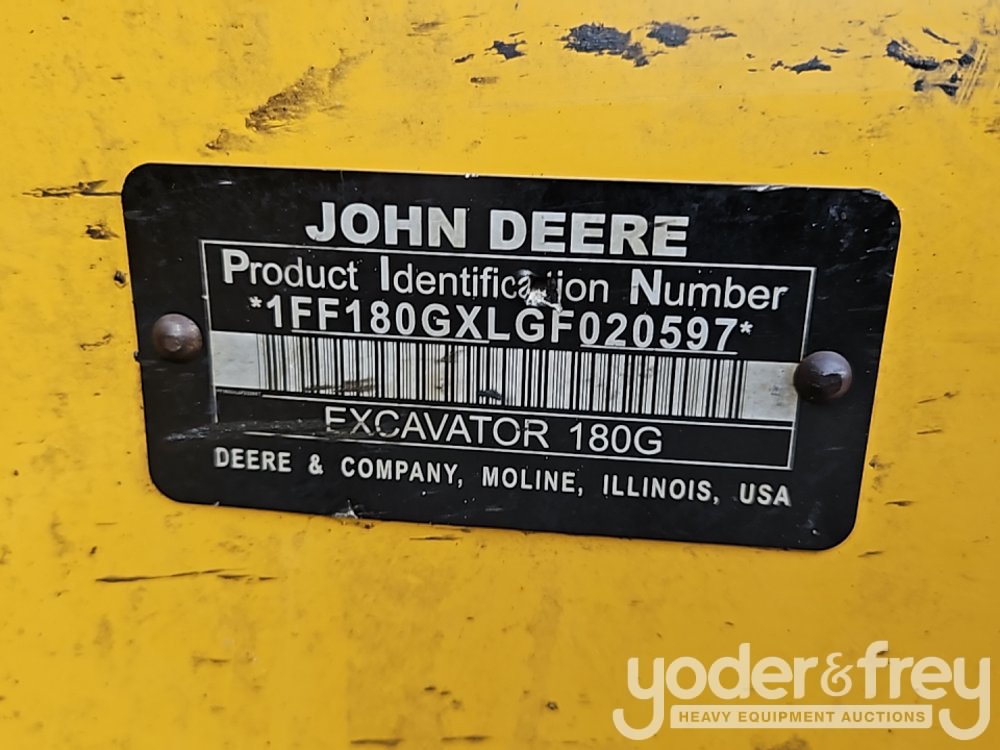 JOHN DEERE
Product Identification Number
*1FF180GXLGF020597*
EXCAVATOR 180G
DEERE & COMPANY, MOLINE, ILLINOIS, USA
yoder&frey
HEAVY EQUIPMENT AUCTIONS